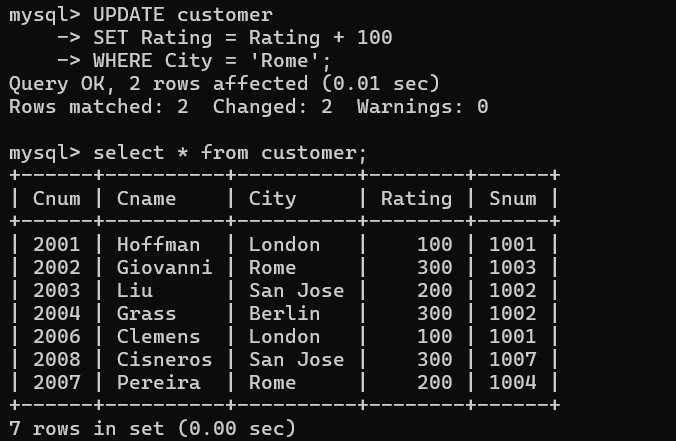 mysql> UPDATE customer
    -> SET Rating = Rating + 100
    -> WHERE City = 'Rome';
Query OK, 2 rows affected (0.01 sec)
Rows matched: 2  Changed: 2  Warnings: 0

mysql> select * from customer;
+------+----------+----------+--------+------+
| Cnum | Cname    | City     | Rating | Snum |
+------+----------+----------+--------+------+
| 2001 | Hoffman  | London   |    100 | 1001 |
| 2002 | Giovanni | Rome     |    300 | 1003 |
| 2003 | Liu      | San Jose |    200 | 1002 |
| 2004 | Grass    | Berlin   |    300 | 1002 |
| 2006 | Clemens  | London   |    100 | 1001 |
| 2008 | Cisneros | San Jose |    300 | 1007 |
| 2007 | Pereira  | Rome     |    200 | 1004 |
+------+----------+----------+--------+------+
7 rows in set (0.00 sec)